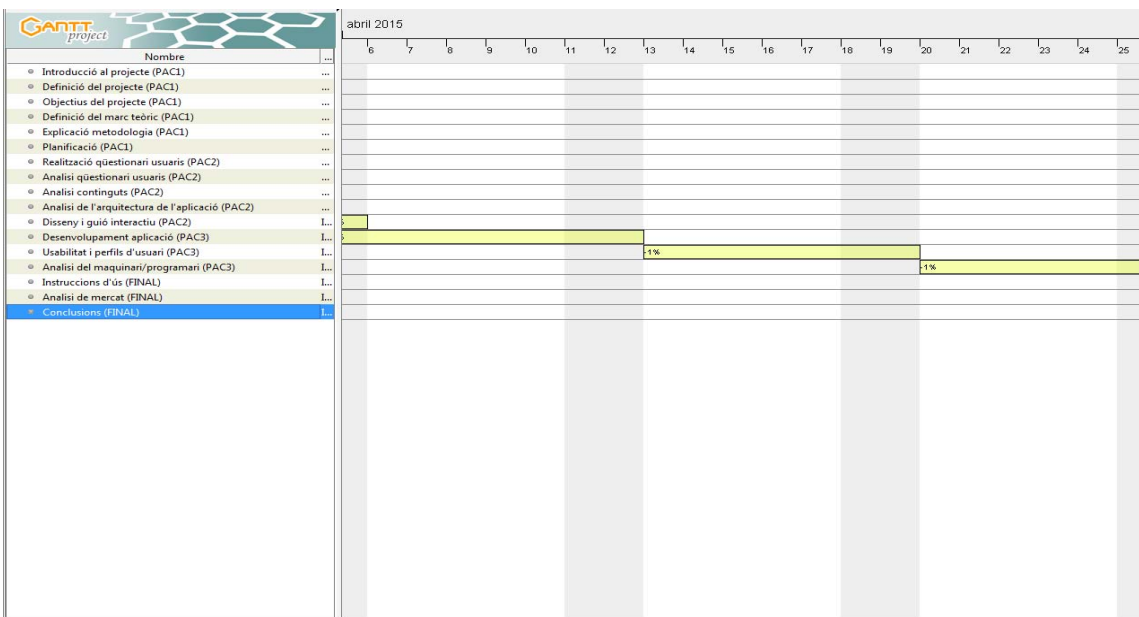 GANTT
project
abril 2015
6 7 8 9 10 11 12 13 14 15 16 17 18 19 20 21 22 23 24 25
Nombre ...
Introducció al projecte (PAC1) ...
Definició del projecte (PAC1) ...
Objectius del projecte (PAC1) ...
Definició del marc teòric (PAC1) ...
Explicació metodologia (PAC1) ...
Planificació (PAC1) ...
Realització qüestionari usuaris (PAC2) ...
Analisi qüestionari usuaris (PAC2) ...
Analisi continguts (PAC2) ...
Analisi de l'arquitectura de l'aplicació (PAC2) ...
Disseny i guió interactiu (PAC2) I...
Desenvolupament aplicació (PAC3) I...
Usabilitat i perfils d'usuari (PAC3) I... -1%
Analisi del maquinari/programari (PAC3) I... -1%
Instruccions d'ús (FINAL) I...
Analisi de mercat (FINAL) I...
Conclusions (FINAL) I...